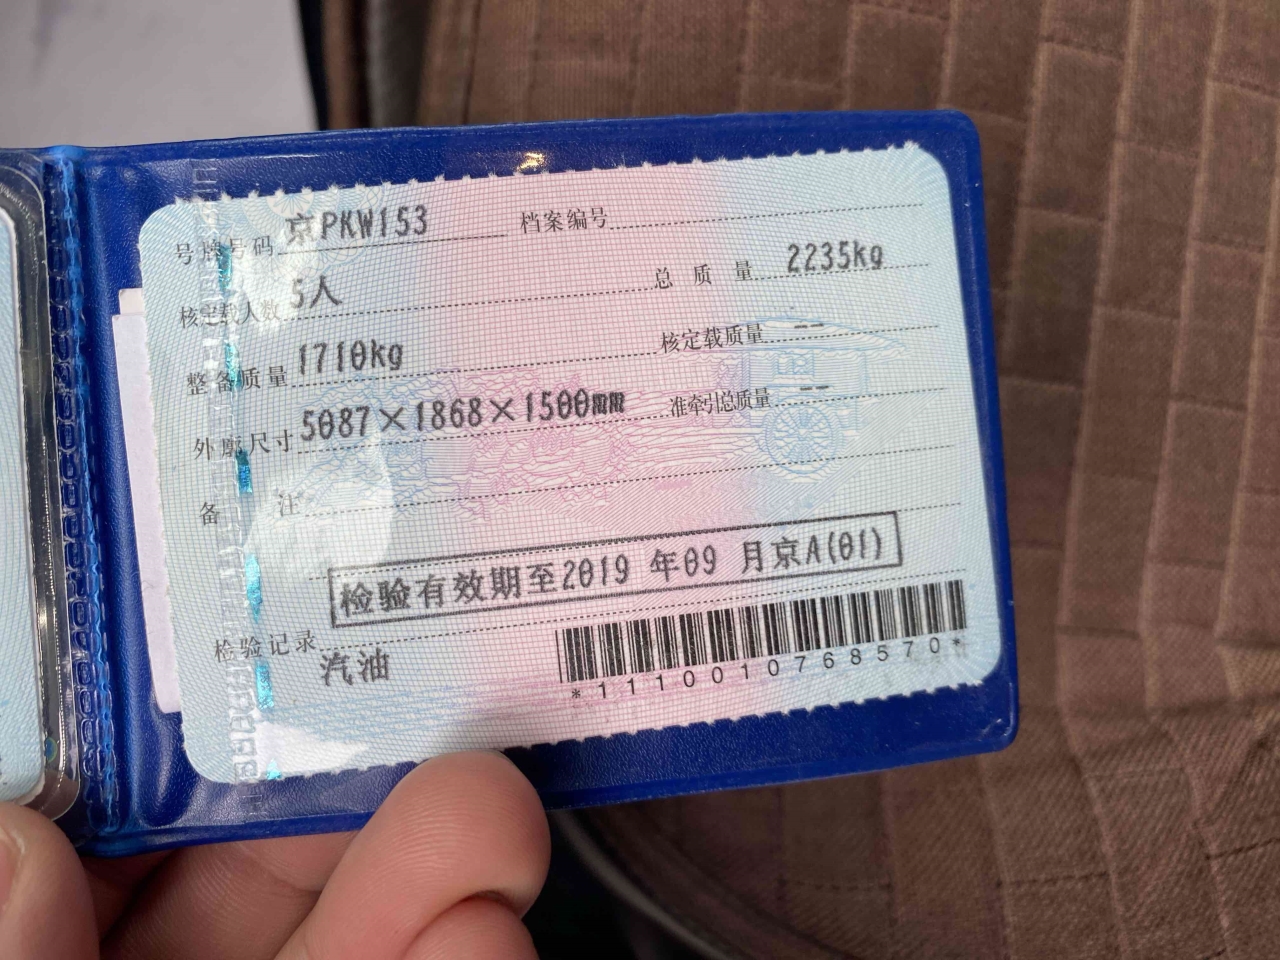 号牌号码 京PKW153 档案编号
核定载人数 5人 总质量 2235kg
整备质量 1710kg 核定载质量 --
外廓尺寸 5087×1868×1500mm 准牵引总质量 --
备注
检验有效期至2019年09月京A(01)
检验记录
汽油
*1110010768570*